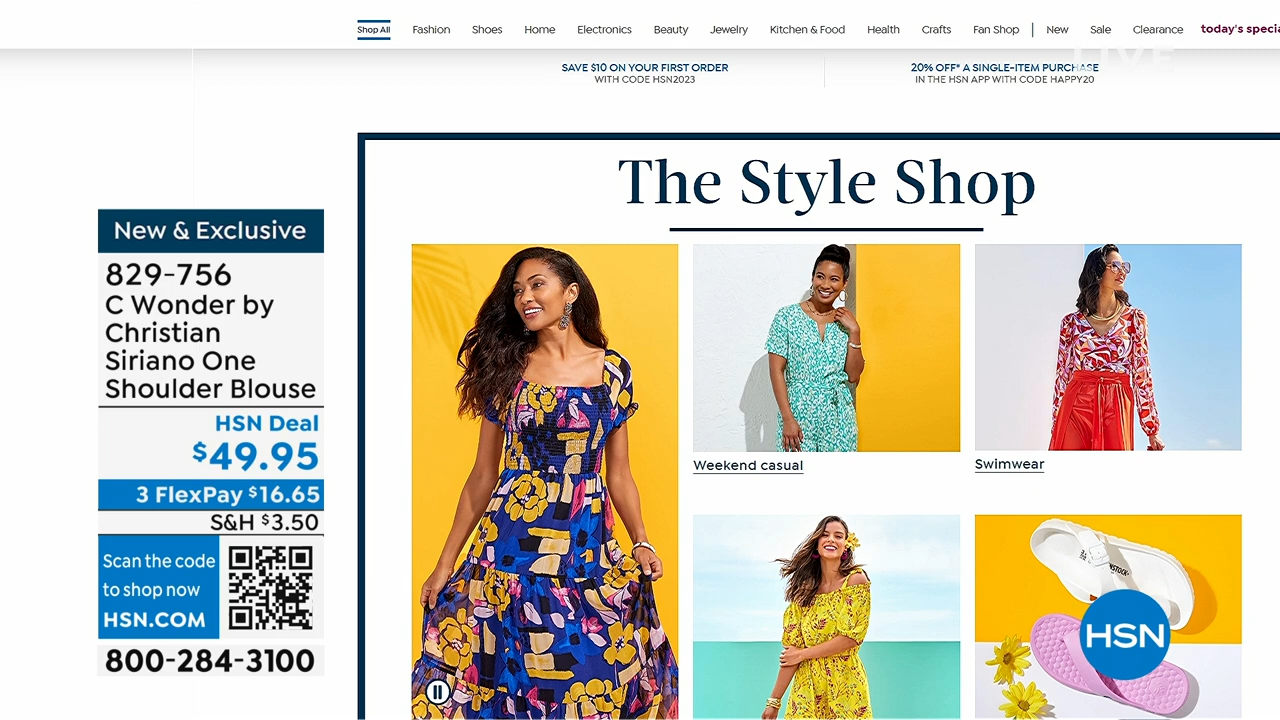 Shop All Fashion Shoes Home Electronics Beauty Jewelry Kitchen & Food Health Crafts Fan Shop New Sale Clearance today's
LIVE
SAVE $10 ON YOUR FIRST ORDER
WITH CODE HSN2023
20% OFF* A SINGLE-ITEM PURCHASE
IN THE HSN APP WITH CODE HAPPY20
The Style Shop
New & Exclusive
829-756
C Wonder by
Christian
Siriano One
Shoulder Blouse
HSN Deal
$49.95
3 FlexPay $16.65
S&H $3.50
Scan the code
to shop now
HSN.COM
800-284-3100
Weekend casual
Swimwear
HSN